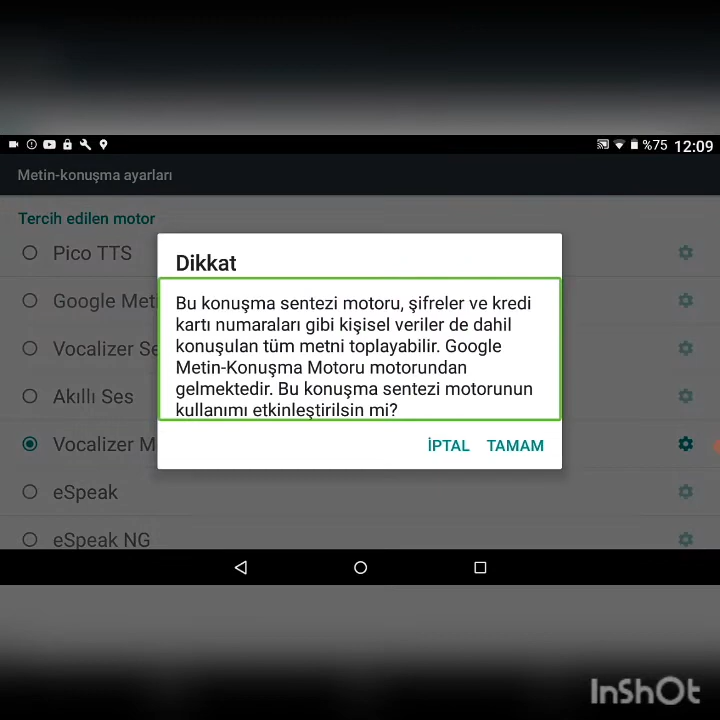 %75 12:09
Metin-konuşma ayarları
Tercih edilen motor
Pico TTS
Google Met
Vocalizer Se
Akıllı Ses
Vocalizer M
eSpeak
eSpeak NG
Dikkat
Bu konuşma sentezi motoru, şifreler ve kredi
kartı numaraları gibi kişisel veriler de dahil
konuşulan tüm metni toplayabilir. Google
Metin-Konuşma Motoru motorundan
gelmektedir. Bu konuşma sentezi motorunun
kullanımı etkinleştirilsin mi?
İPTAL TAMAM
InShOt